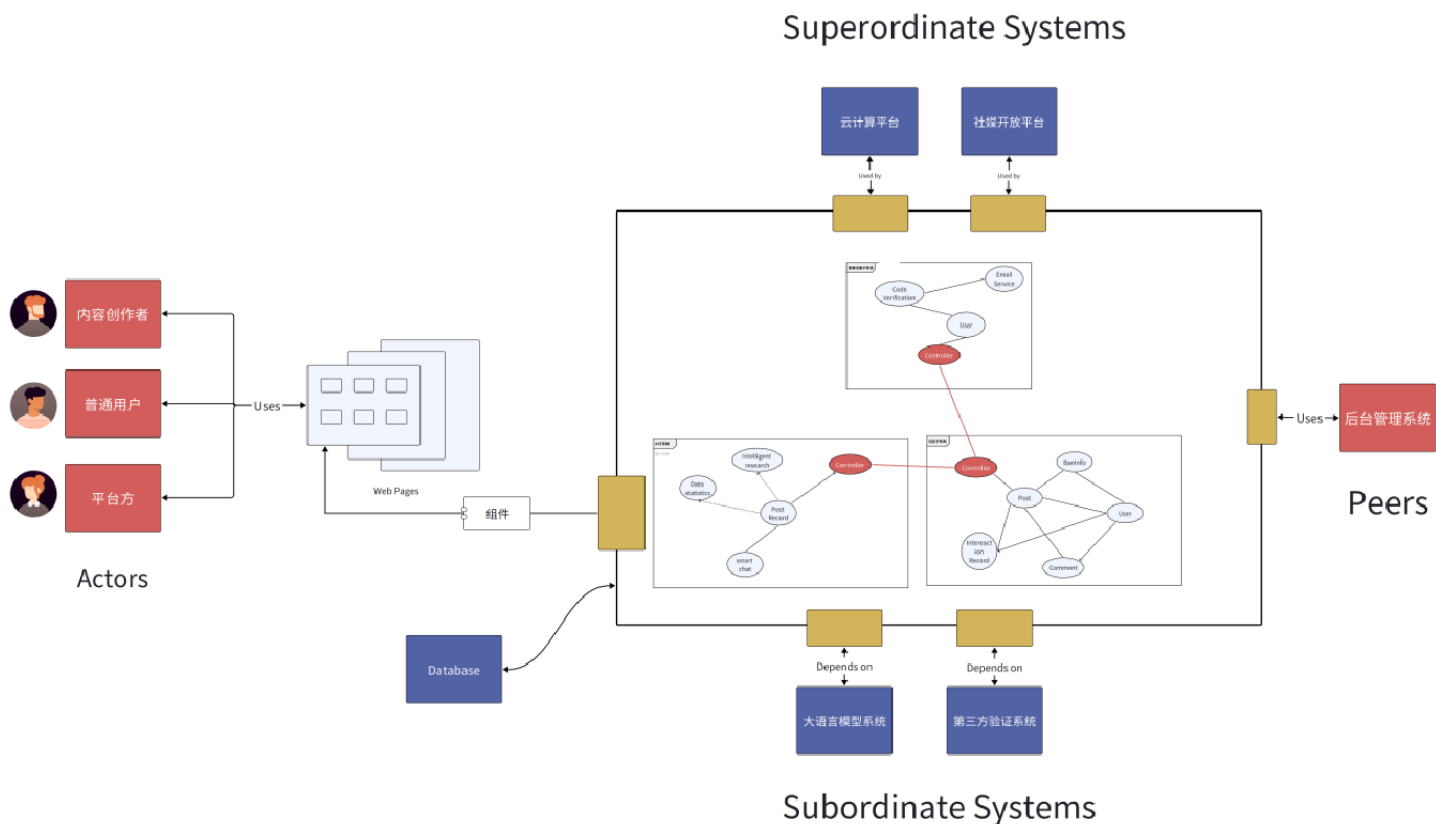 Superordinate Systems
云计算平台
社媒开放平台
Used by
Used by
Email
Service
Code
Verification
User
Controller
内容创作者
普通用户
平台方
Actors
Uses
Web Pages
组件
Database
Intelligent
research
Data
statistics
Post
Record
smart
chat
Controller
Controller
BanInfo
Post
User
Intereact
ion
Record
Comment
Uses
后台管理系统
Peers
Depends on
Depends on
大语言模型系统
第三方验证系统
Subordinate Systems